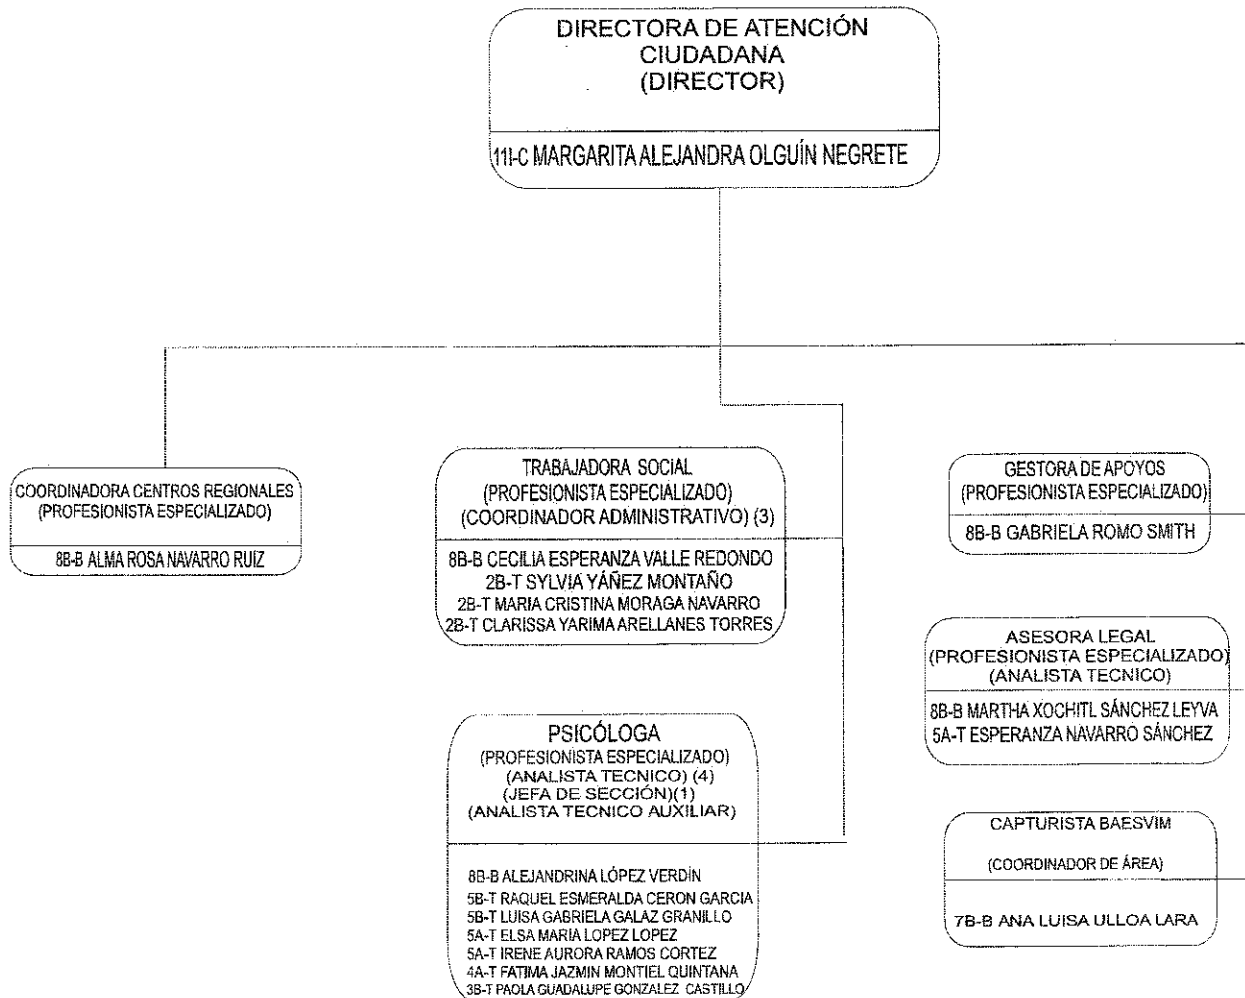 DIRECTORA DE ATENCIÓN
CIUDADANA
(DIRECTOR)
11I-C MARGARITA ALEJANDRA OLGUÍN NEGRETE
COORDINADORA CENTROS REGIONALES
(PROFESIONISTA ESPECIALIZADO)
8B-B ALMA ROSA NAVARRO RUIZ
TRABAJADORA SOCIAL
(PROFESIONISTA ESPECIALIZADO)
(COORDINADOR ADMINISTRATIVO) (3)
8B-B CECILIA ESPERANZA VALLE REDONDO
2B-T SYLVIA YÁÑEZ MONTAÑO
2B-T MARIA CRISTINA MORAGA NAVARRO
2B-T CLARISSA YARIMA ARELLANES TORRES
PSICÓLOGA
(PROFESIONISTA ESPECIALIZADO)
(ANALISTA TECNICO) (4)
(JEFA DE SECCIÓN)(1)
(ANALISTA TECNICO AUXILIAR)
8B-B ALEJANDRINA LÓPEZ VERDÍN
5B-T RAQUEL ESMERALDA CERON GARCIA
5B-T LUISA GABRIELA GALAZ GRANILLO
5A-T ELSA MARIA LOPEZ LOPEZ
5A-T IRENE AURORA RAMOS CORTEZ
4A-T FATIMA JAZMIN MONTIEL QUINTANA
3B-T PAOLA GUADALUPE GONZALEZ CASTILLO
GESTORA DE APOYOS
(PROFESIONISTA ESPECIALIZADO)
8B-B GABRIELA ROMO SMITH
ASESORA LEGAL
(PROFESIONISTA ESPECIALIZADO)
(ANALISTA TECNICO)
8B-B MARTHA XOCHITL SÁNCHEZ LEYVA
5A-T ESPERANZA NAVARRO SÁNCHEZ
CAPTURISTA BAESVIM
(COORDINADOR DE ÁREA)
7B-B ANA LUISA ULLOA LARA